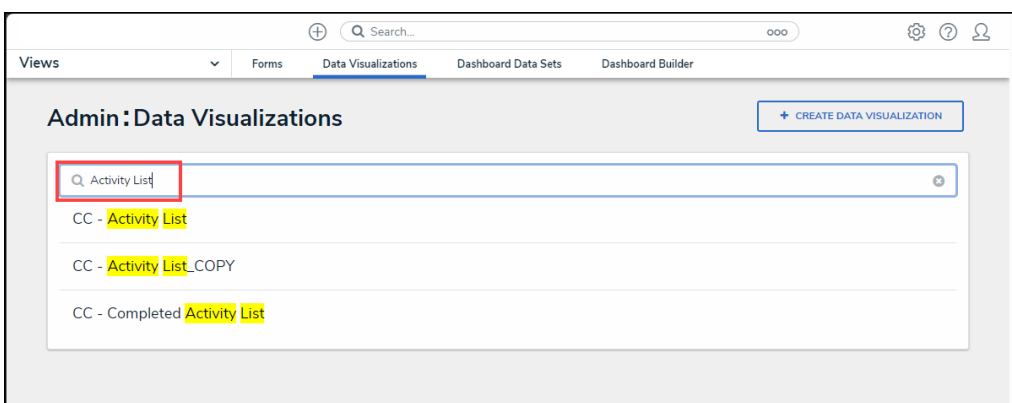 Search...
Views Forms Data Visualizations Dashboard Data Sets Dashboard Builder
Admin:Data Visualizations
+ CREATE DATA VISUALIZATION
Activity List
CC - Activity List
CC - Activity List_COPY
CC - Completed Activity List